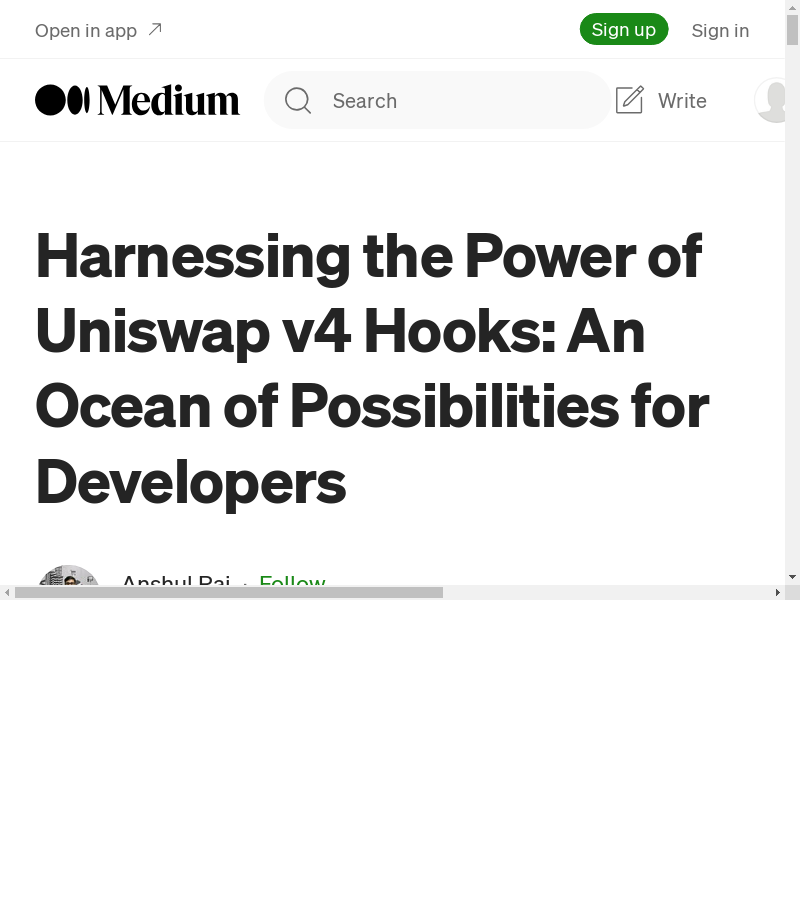 Open in app
Sign up
Sign in
Medium
Search
Write
Harnessing the Power of
Uniswap v4 Hooks: An
Ocean of Possibilities for
Developers
Anshul Raj · Follow